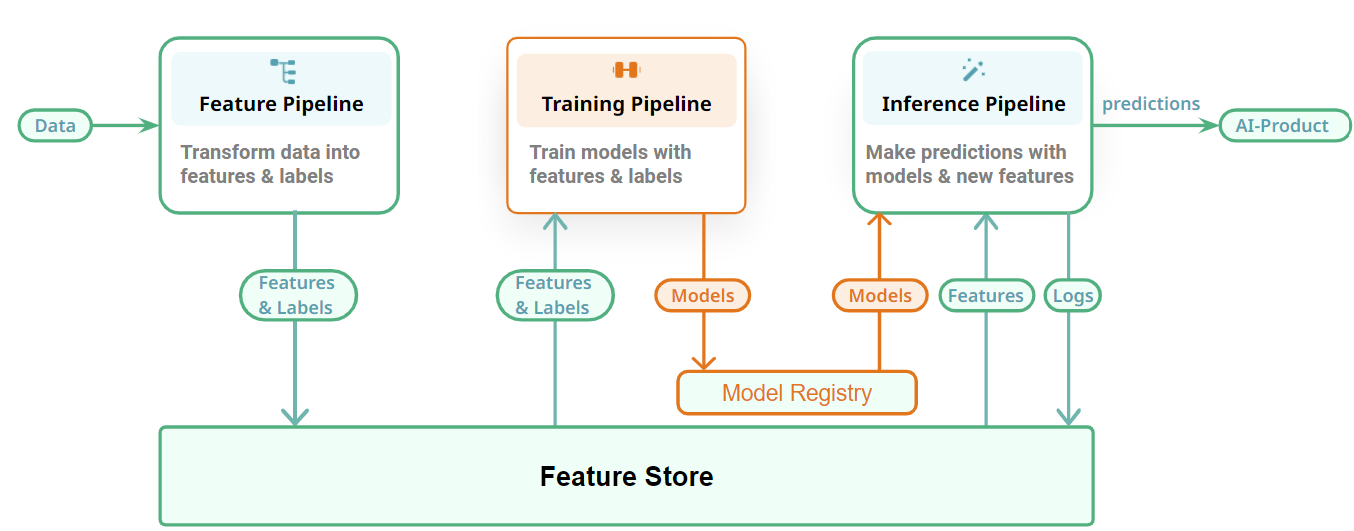 Feature Pipeline
Transform data into
features & labels
Training Pipeline
Train models with
features & labels
Inference Pipeline
Make predictions with
models & new features
Data
predictions
AI-Product
Features
& Labels
Features
& Labels
Models
Models
Features
Logs
Model Registry
Feature Store